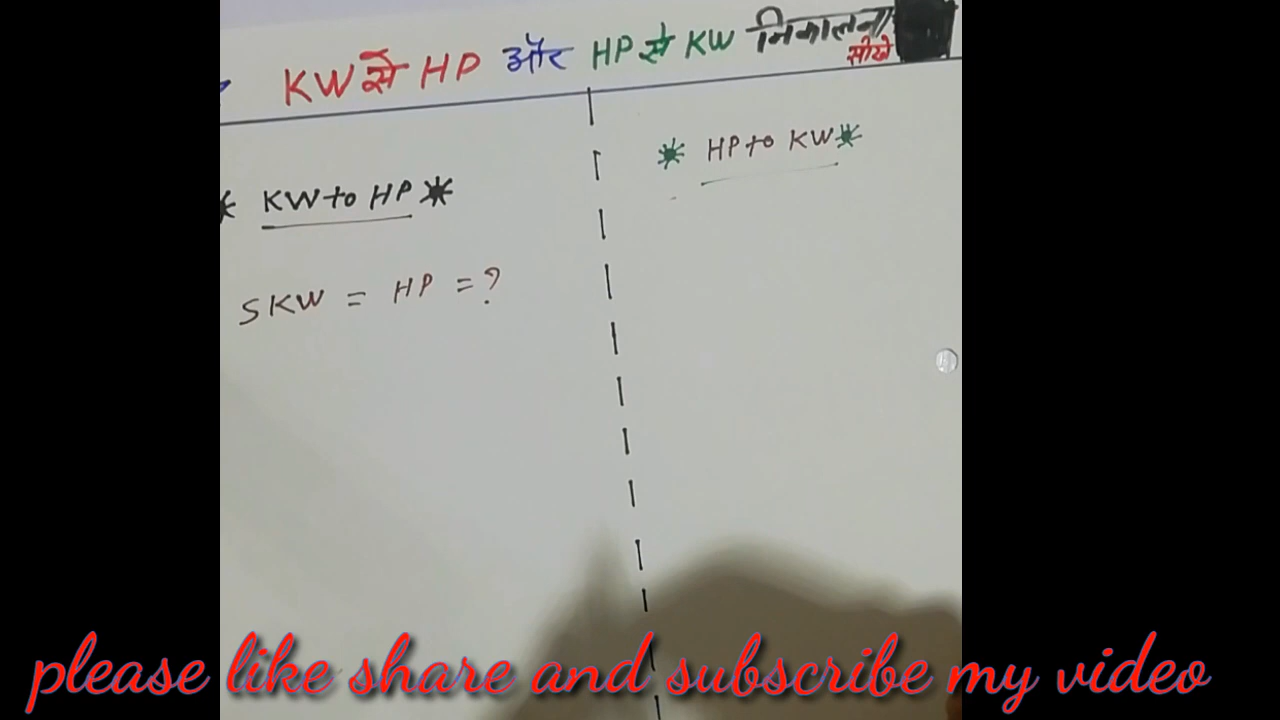 KW से HP और HP से KW निकालना
सीखे
* KW to HP *
5KW = HP = ?
* HP to KW *
please like share and subscribe my video